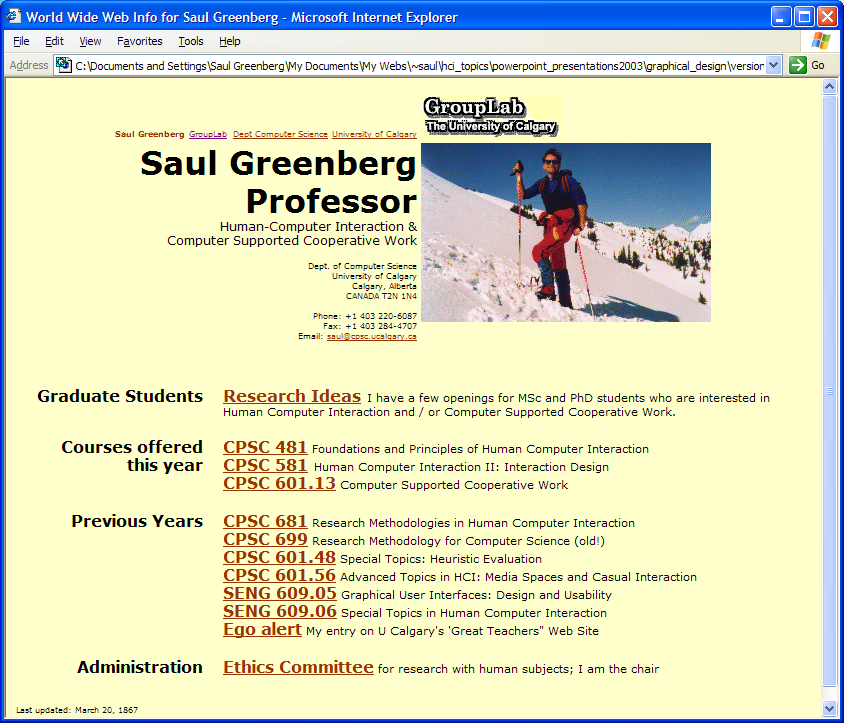 World Wide Web Info for Saul Greenberg - Microsoft Internet Explorer
File Edit View Favorites Tools Help
Address C:\Documents and Settings\Saul Greenberg\My Documents\My Webs\~saul\hci_topics\powerpoint_presentations2003\graphical_design\version Go
GroupLab
The University of Calgary
Saul Greenberg GroupLab Dept Computer Science University of Calgary
Saul Greenberg
Professor
Human-Computer Interaction &
Computer Supported Cooperative Work
Dept. of Computer Science
University of Calgary
Calgary, Alberta
CANADA T2N 1N4
Phone: +1 403 220-6087
Fax: +1 403 284-4707
Email: saul@cpsc.ucalgary.ca
Graduate Students Research Ideas I have a few openings for MSc and PhD students who are interested in
Human Computer Interaction and / or Computer Supported Cooperative Work.
Courses offered CPSC 481 Foundations and Principles of Human Computer Interaction
this year CPSC 581 Human Computer Interaction II: Interaction Design
CPSC 601.13 Computer Supported Cooperative Work
Previous Years CPSC 681 Research Methodologies in Human Computer Interaction
CPSC 699 Research Methodology for Computer Science (old!)
CPSC 601.48 Special Topics: Heuristic Evaluation
CPSC 601.56 Advanced Topics in HCI: Media Spaces and Casual Interaction
SENG 609.05 Graphical User Interfaces: Design and Usability
SENG 609.06 Special Topics in Human Computer Interaction
Ego alert My entry on U Calgary's 'Great Teachers" Web Site
Administration Ethics Committee for research with human subjects; I am the chair
Last updated: March 20, 1867